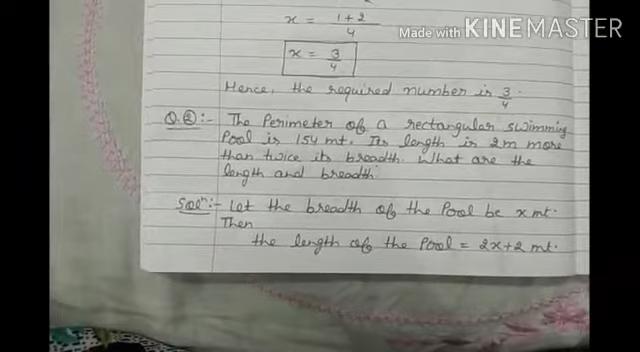 x = 1+2 / 4
x = 3/4
Hence, the required number is 3/4.
Q.②:- The Perimeter of a rectangular swimming
Pool is 154 mt. Its length is 2m more
than twice its breadth. What are the
length and breadth.
Solⁿ:- Let the breadth of the Pool be x mt.
Then
the length of the Pool = 2x+2 mt.
Made with KINEMASTER